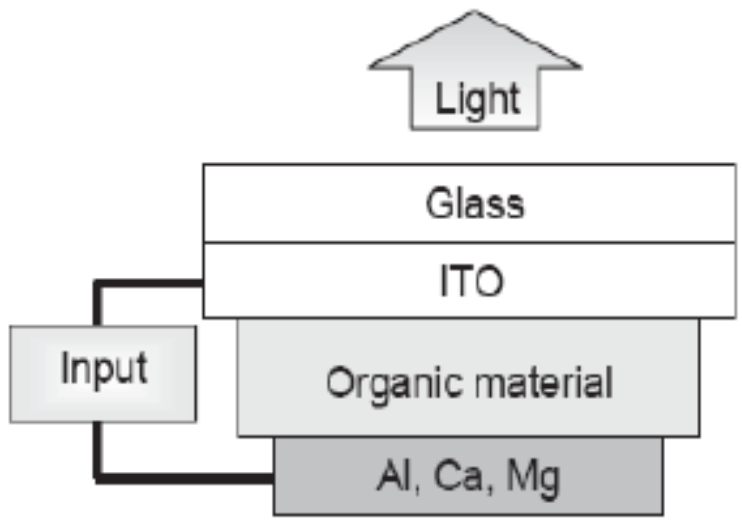 Light
Glass
ITO
Input
Organic material
Al, Ca, Mg